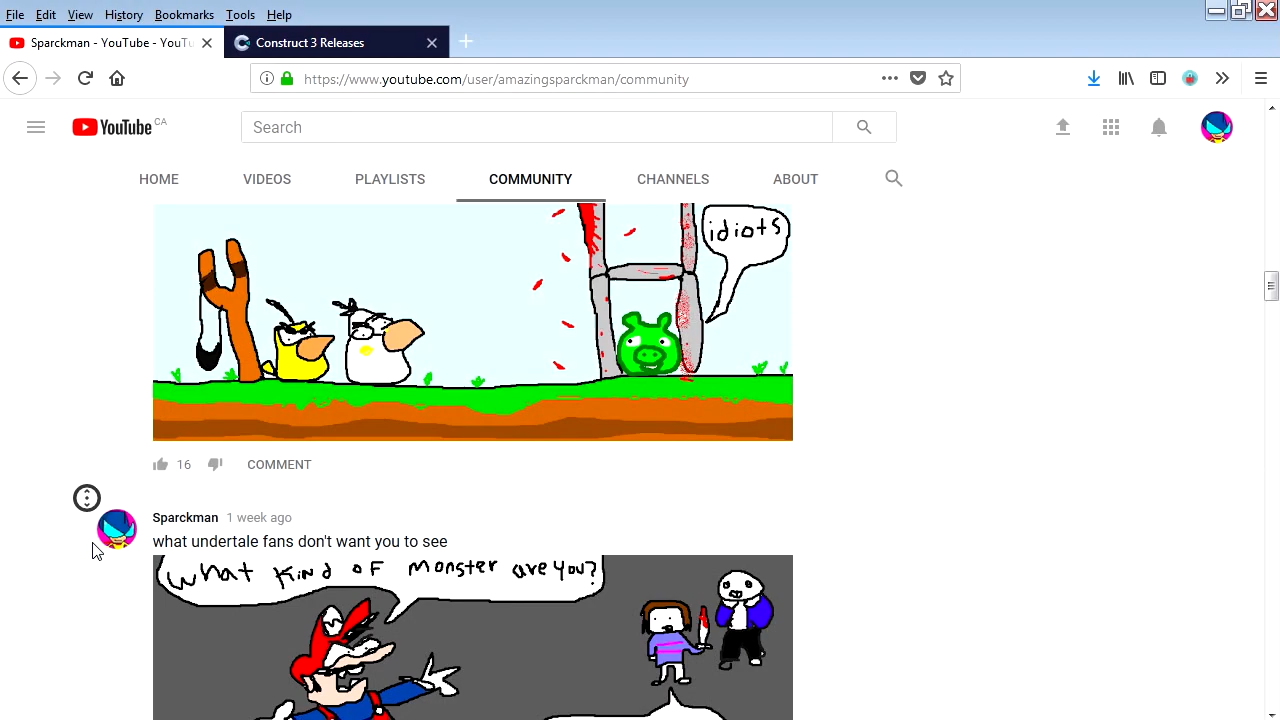 File Edit View History Bookmarks Tools Help
Sparckman - YouTube - YouTu
Construct 3 Releases
https://www.youtube.com/user/amazingsparckman/community
YouTube CA
Search
HOME VIDEOS PLAYLISTS COMMUNITY CHANNELS ABOUT
idiots
16 COMMENT
Sparckman 1 week ago
what undertale fans don't want you to see
What kind of monster are you?